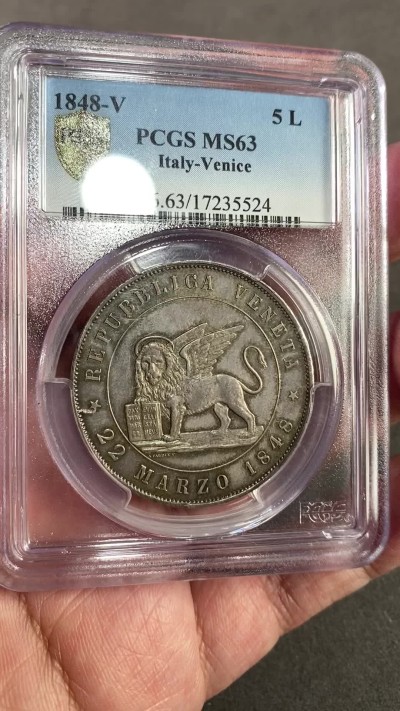 1848-V 5 L
PCGS MS63
Italy-Venice
.63/17235524
★ REPUBBLICA VENETA ★
22 MARZO 1848